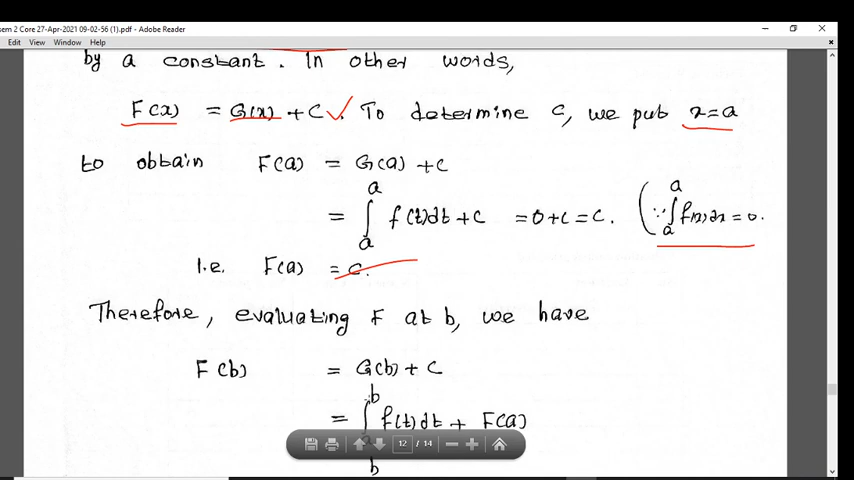 sem 2 Core 27-Apr-2021 09-02-56 (1).pdf - Adobe Reader
Edit View Window Help
by a constant. In other words,
F(x) = G(x) + C. To determine C, we put x=a
to obtain F(a) = G(a) + C
= ∫ₐᵃ f(t)dt + C = 0+C = C. (∵ ∫ₐᵃ f(x)dx = 0.
I.e. F(a) = C.
Therefore, evaluating F at b, we have
F(b) = G(b) + C
= ∫ₐᵇ f(t)dt + F(a)
12 / 14
b